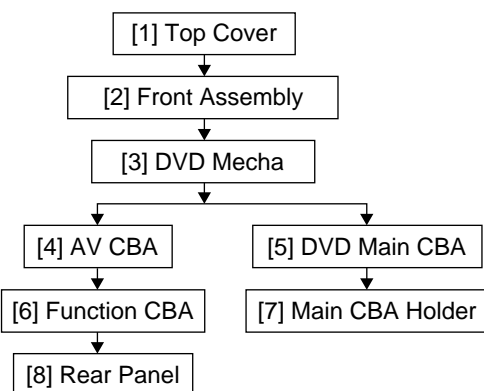 [1] Top Cover
[2] Front Assembly
[3] DVD Mecha
[4] AV CBA
[5] DVD Main CBA
[6] Function CBA
[7] Main CBA Holder
[8] Rear Panel